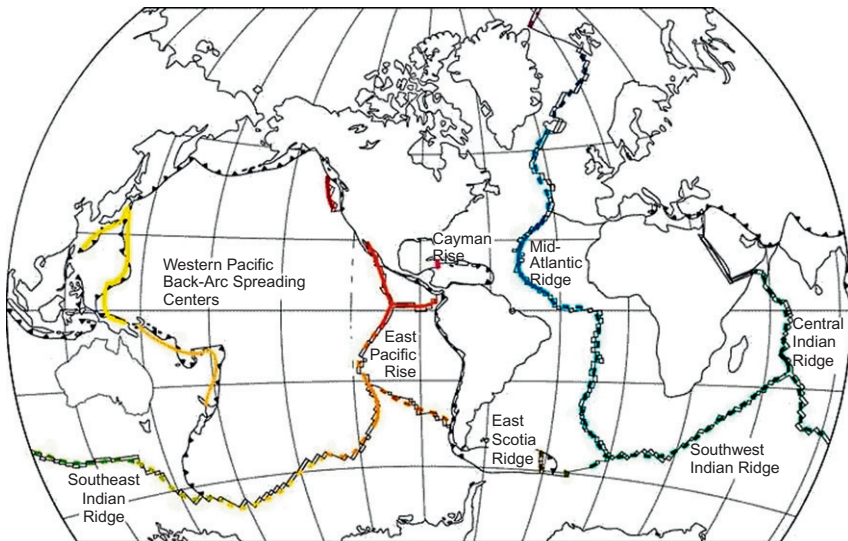 Cayman
Rise
Mid-
Atlantic
Ridge
Western Pacific
Back-Arc Spreading
Centers
East
Pacific
Rise
Central
Indian
Ridge
East
Scotia
Ridge
Southwest
Indian Ridge
Southeast
Indian
Ridge